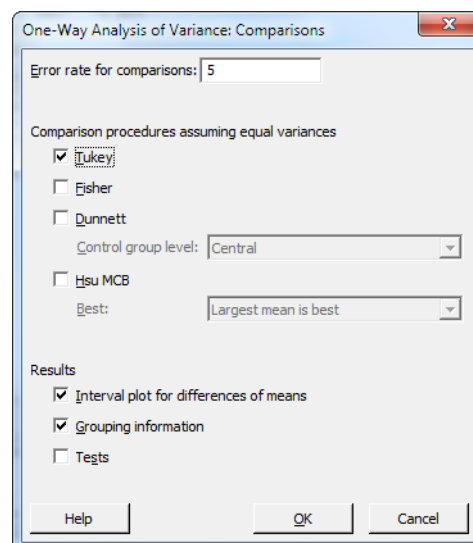 One-Way Analysis of Variance: Comparisons
Error rate for comparisons: 5
Comparison procedures assuming equal variances
Tukey
Fisher
Dunnett
Control group level: Central
Hsu MCB
Best: Largest mean is best
Results
Interval plot for differences of means
Grouping information
Tests
Help OK Cancel